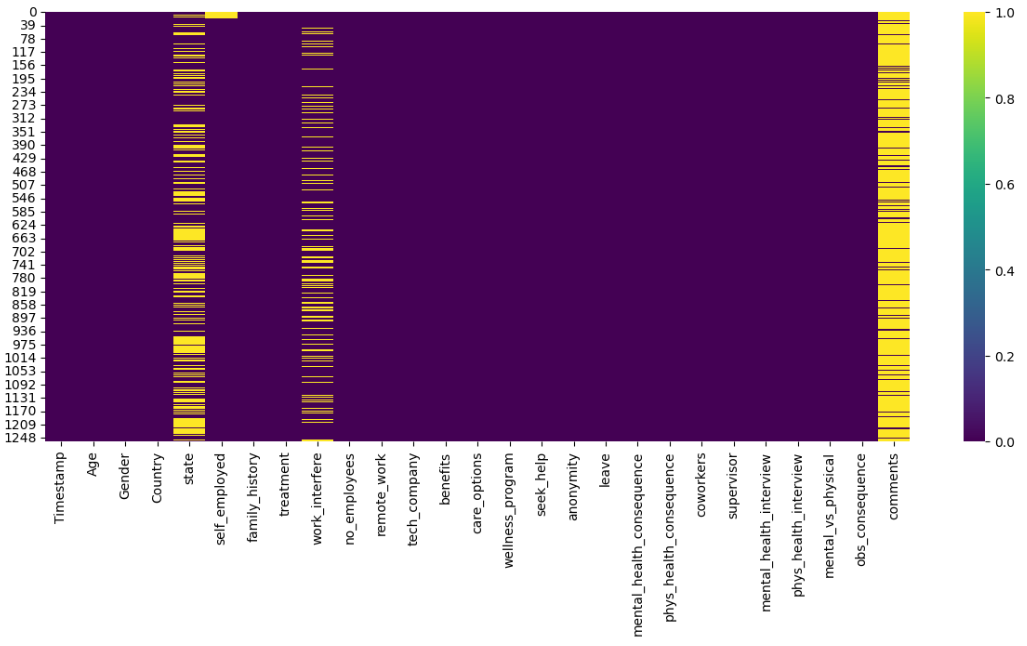 0
39
78
117
156
195
234
273
312
351
390
429
468
507
546
585
624
663
702
741
780
819
858
897
936
975
1014
1053
1092
1131
1170
1209
1248
Timestamp
Age
Gender
Country
state
self_employed
family_history
treatment
work_interfere
no_employees
remote_work
tech_company
benefits
care_options
wellness_program
seek_help
anonymity
leave
mental_health_consequence
phys_health_consequence
coworkers
supervisor
mental_health_interview
phys_health_interview
mental_vs_physical
obs_consequence
comments
1.0
0.8
0.6
0.4
0.2
0.0